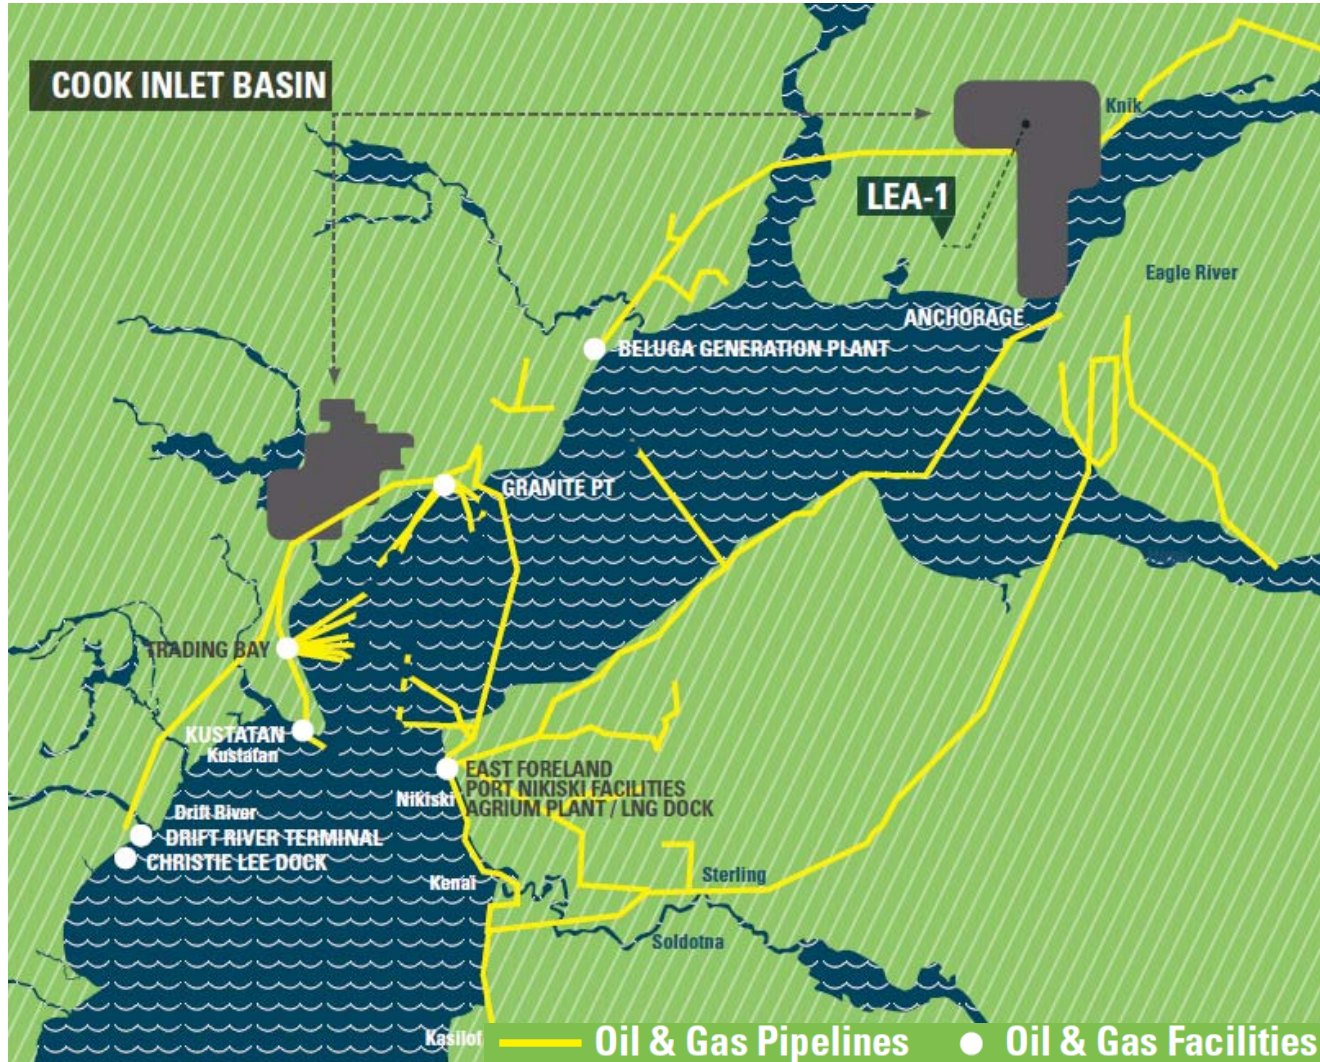 COOK INLET BASIN
Knik
LEA-1
Eagle River
ANCHORAGE
BELUGA GENERATION PLANT
GRANITE PT
TRADING BAY
KUSTATAN
Kustatan
EAST FORELAND
PORT NIKISKI FACILITIES
Nikiski
AGRIUM PLANT / LNG DOCK
Drift River
DRIFT RIVER TERMINAL
CHRISTIE LEE DOCK
Kenai
Sterling
Soldotna
Kasilof
Oil & Gas Pipelines
Oil & Gas Facilities